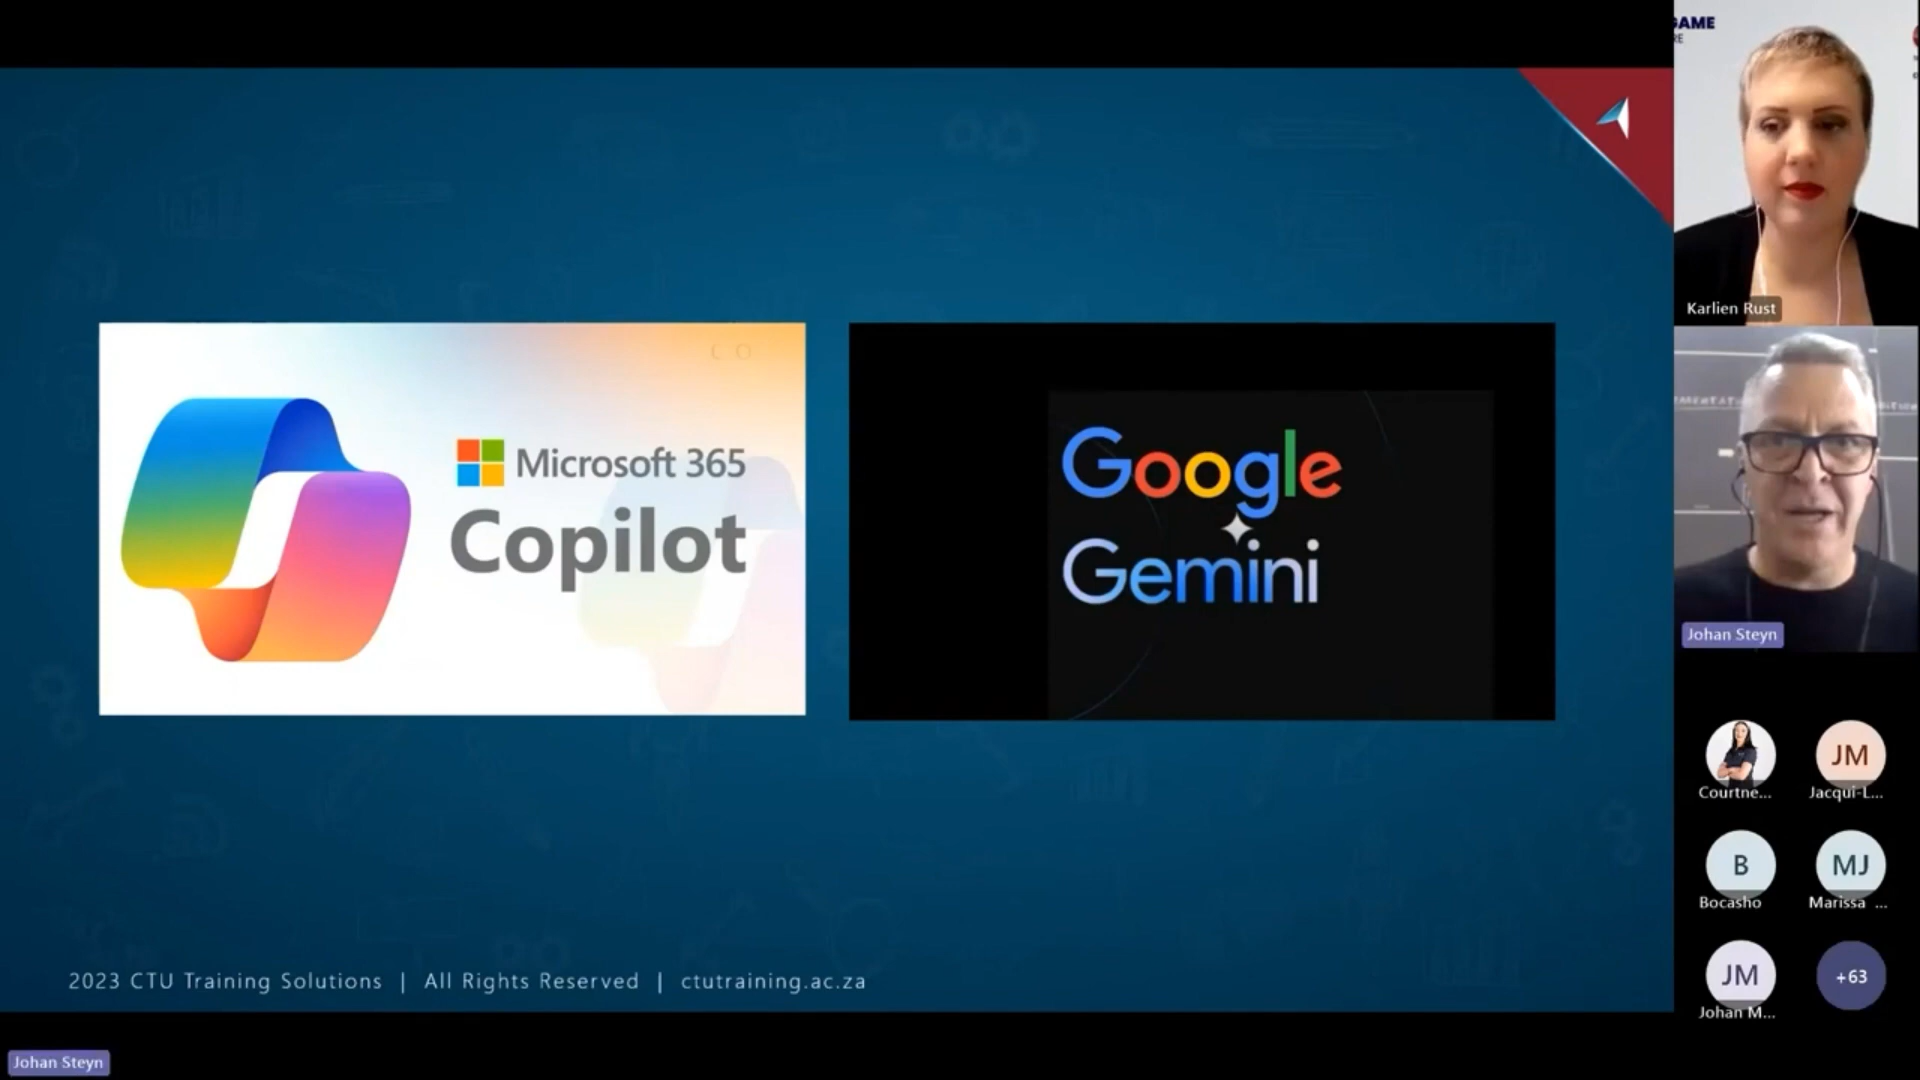 Microsoft 365
Copilot
Google
Gemini
2023 CTU Training Solutions | All Rights Reserved | ctutraining.ac.za
Johan Steyn
GAME
Karlien Rust
Johan Steyn
Courtne...
JM
Jacqui-L...
B
Bocasho
MJ
Marissa ...
JM
Johan M...
+63